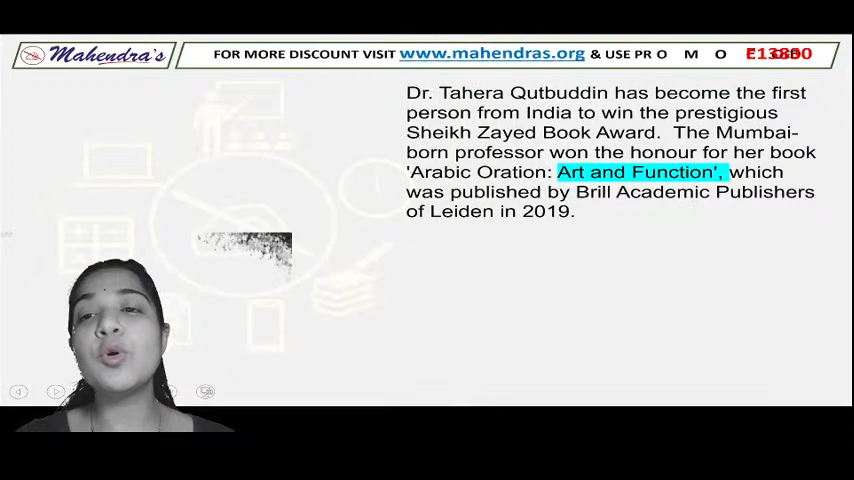 Mahendra's
FOR MORE DISCOUNT VISIT www.mahendras.org & USE PR O M O
Dr. Tahera Qutbuddin has become the first
person from India to win the prestigious
Sheikh Zayed Book Award. The Mumbai-
born professor won the honour for her book
'Arabic Oration: Art and Function', which
was published by Brill Academic Publishers
of Leiden in 2019.